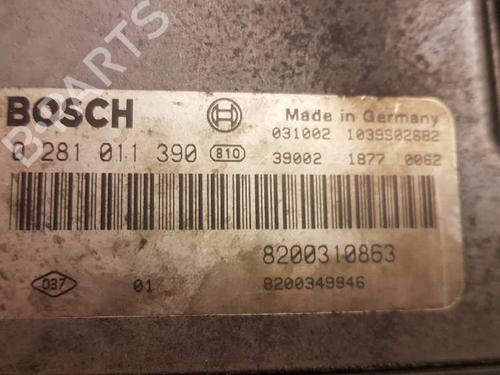 B-PARTS
BOSCH
Made in Germany
031002 1039S02682
0 281 011 390 810
39002 1877 0062
8200310863
037 01 8200349846